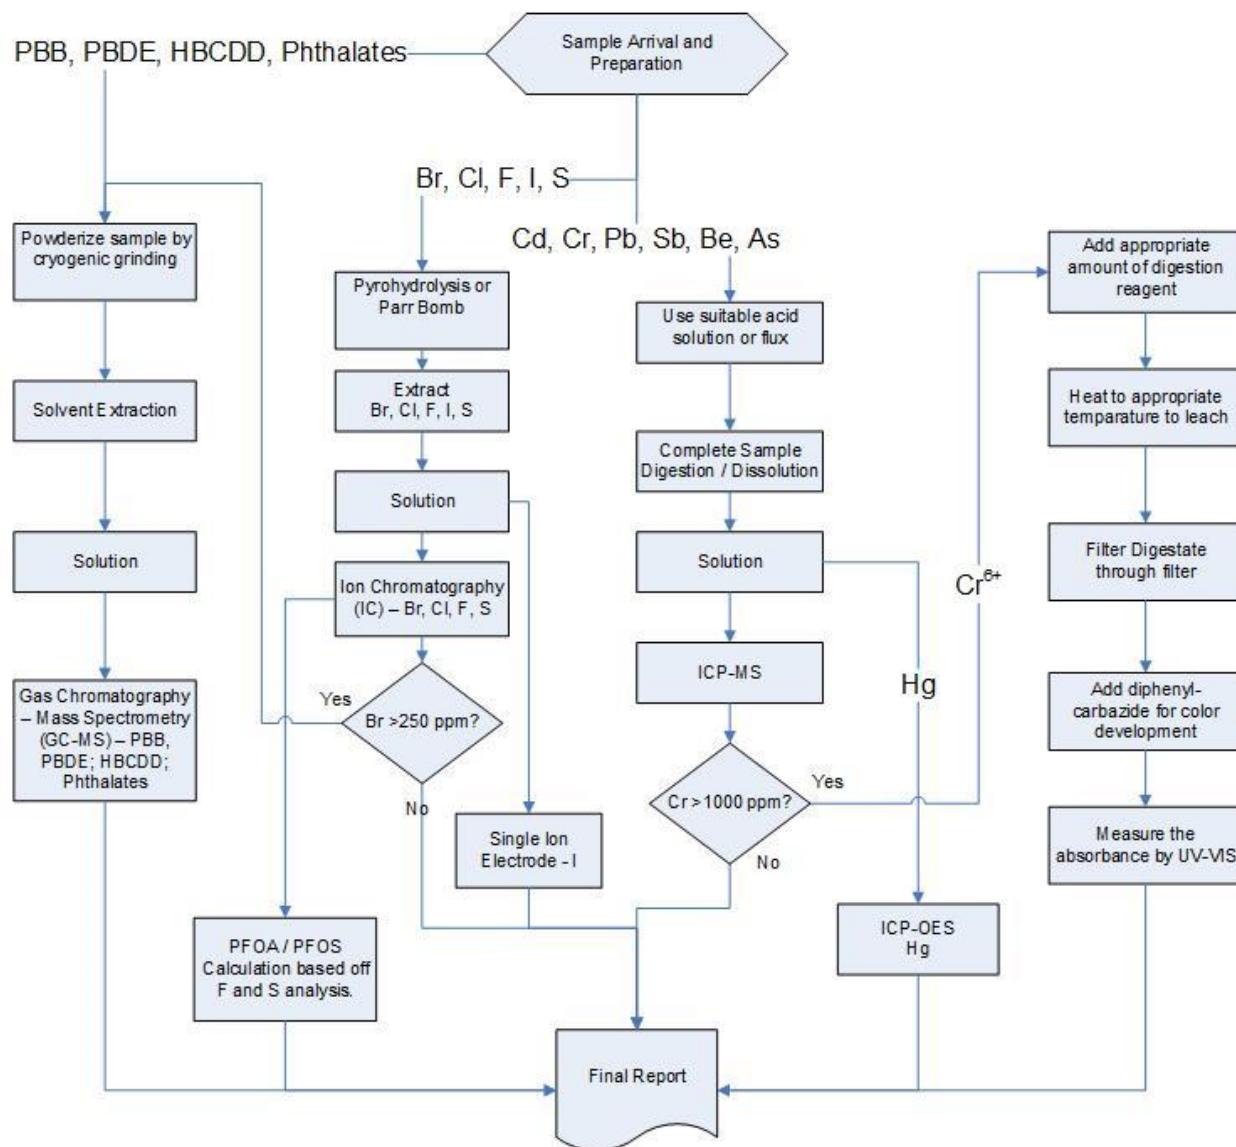 Sample Arrival and
Preparation
PBB, PBDE, HBCDD, Phthalates
Br, Cl, F, I, S
Cd, Cr, Pb, Sb, Be, As
Powderize sample by
cryogenic grinding
Solvent Extraction
Solution
Gas Chromatography
– Mass Spectrometry
(GC-MS) – PBB,
PBDE; HBCDD;
Phthalates
Pyrohydrolysis or
Parr Bomb
Extract
Br, Cl, F, I, S
Solution
Ion Chromatography
(IC) – Br, Cl, F, S
Br >250 ppm?
Yes
No
Single Ion
Electrode - I
PFOA / PFOS
Calculation based off
F and S analysis.
Use suitable acid
solution or flux
Complete Sample
Digestion / Dissolution
Solution
ICP-MS
Cr >1000 ppm?
Yes
No
Hg
ICP-OES
Hg
Cr6+
Add appropriate
amount of digestion
reagent
Heat to appropriate
temparature to leach
Filter Digestate
through filter
Add diphenyl-
carbazide for color
development
Measure the
absorbance by UV-VIS
Final Report